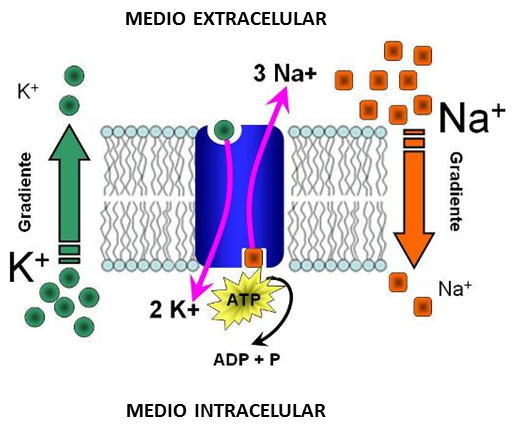 MEDIO EXTRACELULAR
3 Na+
K+
Na+
Gradiente
Gradiente
K+
Na+
2 K+
ATP
ADP + P
MEDIO INTRACELULAR